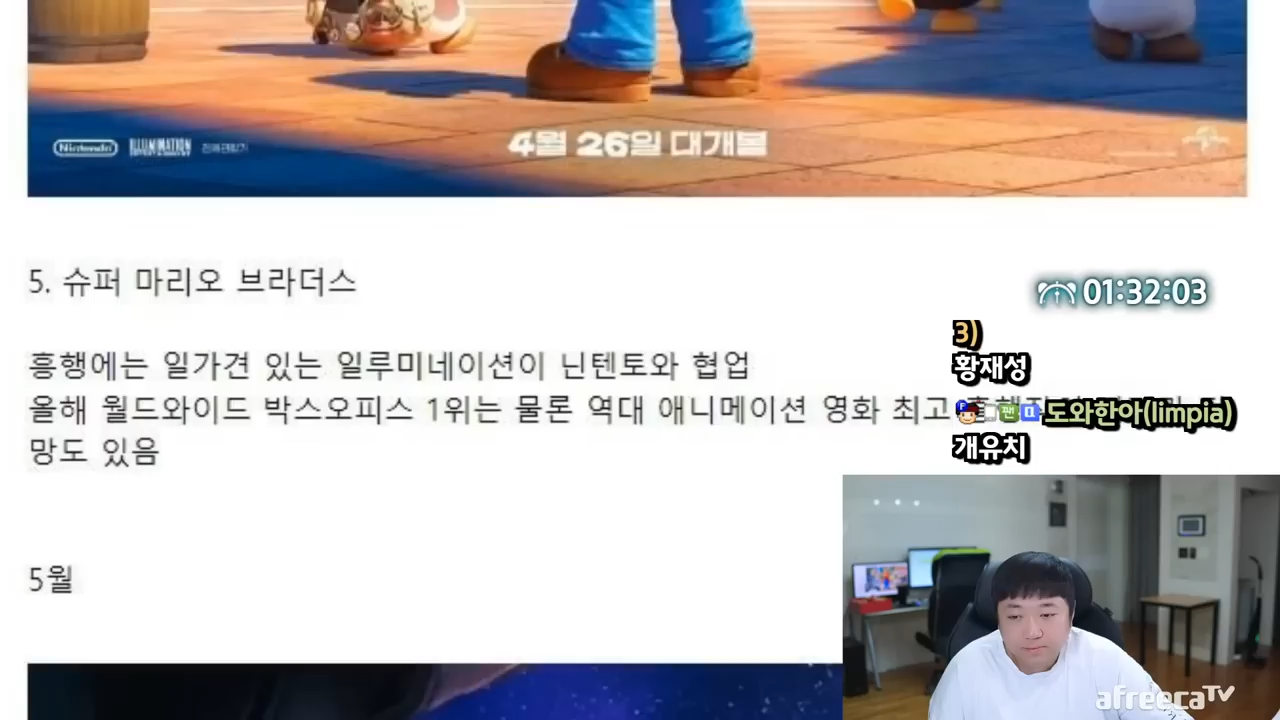 Nintendo
ILLUMINATION
4월 26일 대개봉
5. 슈퍼 마리오 브라더스
01:32:03
3)
황재성
흥행에는 일가견 있는 일루미네이션이 닌텐토와 협업
올해 월드와이드 박스오피스 1위는 물론 역대 애니메이션 영화 최고
도와한아(limpia)
망도 있음
개유치
5월
afreecaTV